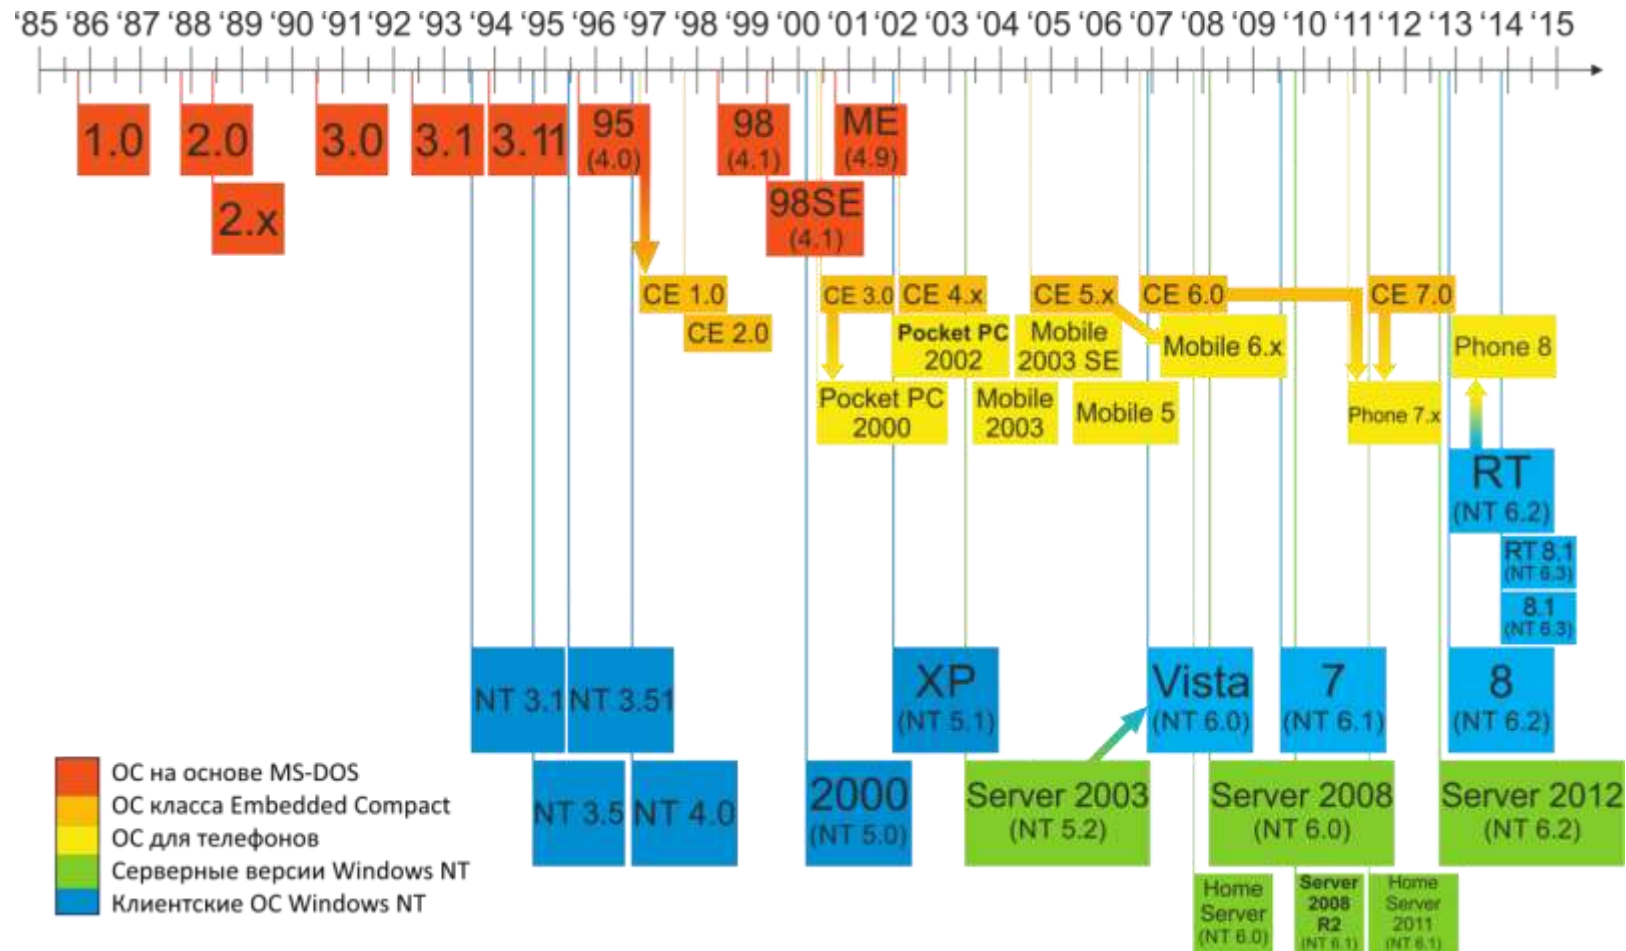 ‘85 ‘86 ‘87 ‘88 ‘89 ‘90 ‘91 ‘92 ‘93 ‘94 ‘95 ‘96 ‘97 ‘98 ‘99 ‘00 ‘01 ‘02 ‘03 ‘04 ‘05 ‘06 ‘07 ‘08 ‘09 ‘10 ‘11 ‘12 ‘13 ‘14 ‘15
1.0
2.0
3.0
3.1
3.11
95
(4.0)
98
(4.1)
ME
(4.9)
2.x
98SE
(4.1)
CE 1.0
CE 3.0
CE 4.x
CE 5.x
CE 6.0
CE 7.0
CE 2.0
Pocket PC
2002
Mobile
2003 SE
Mobile 6.x
Phone 8
Pocket PC
2000
Mobile
2003
Mobile 5
Phone 7.x
RT
(NT 6.2)
RT 8.1
(NT 6.3)
8.1
(NT 6.3)
NT 3.1
NT 3.51
XP
(NT 5.1)
Vista
(NT 6.0)
7
(NT 6.1)
8
(NT 6.2)
NT 3.5
NT 4.0
2000
(NT 5.0)
Server 2003
(NT 5.2)
Server 2008
(NT 6.0)
Server 2012
(NT 6.2)
Home
Server
(NT 6.0)
Server
2008
R2
(NT 6.1)
Home
Server
2011
(NT 6.1)
ОС на основе MS-DOS
ОС класса Embedded Compact
ОС для телефонов
Серверные версии Windows NT
Клиентские ОС Windows NT